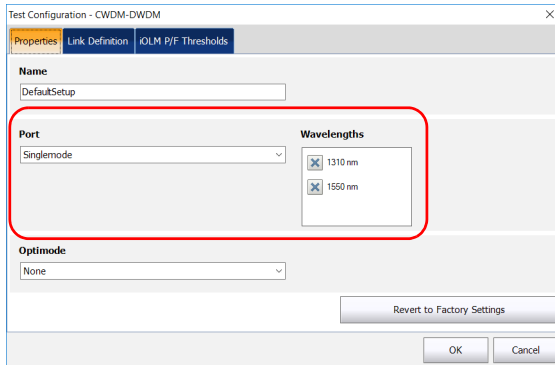 Test Configuration - CWDM-DWDM
Properties Link Definition iOLM P/F Thresholds
Name
DefaultSetup
Port
Wavelengths
Singlemode
1310 nm
1550 nm
Optimode
None
Revert to Factory Settings
OK Cancel